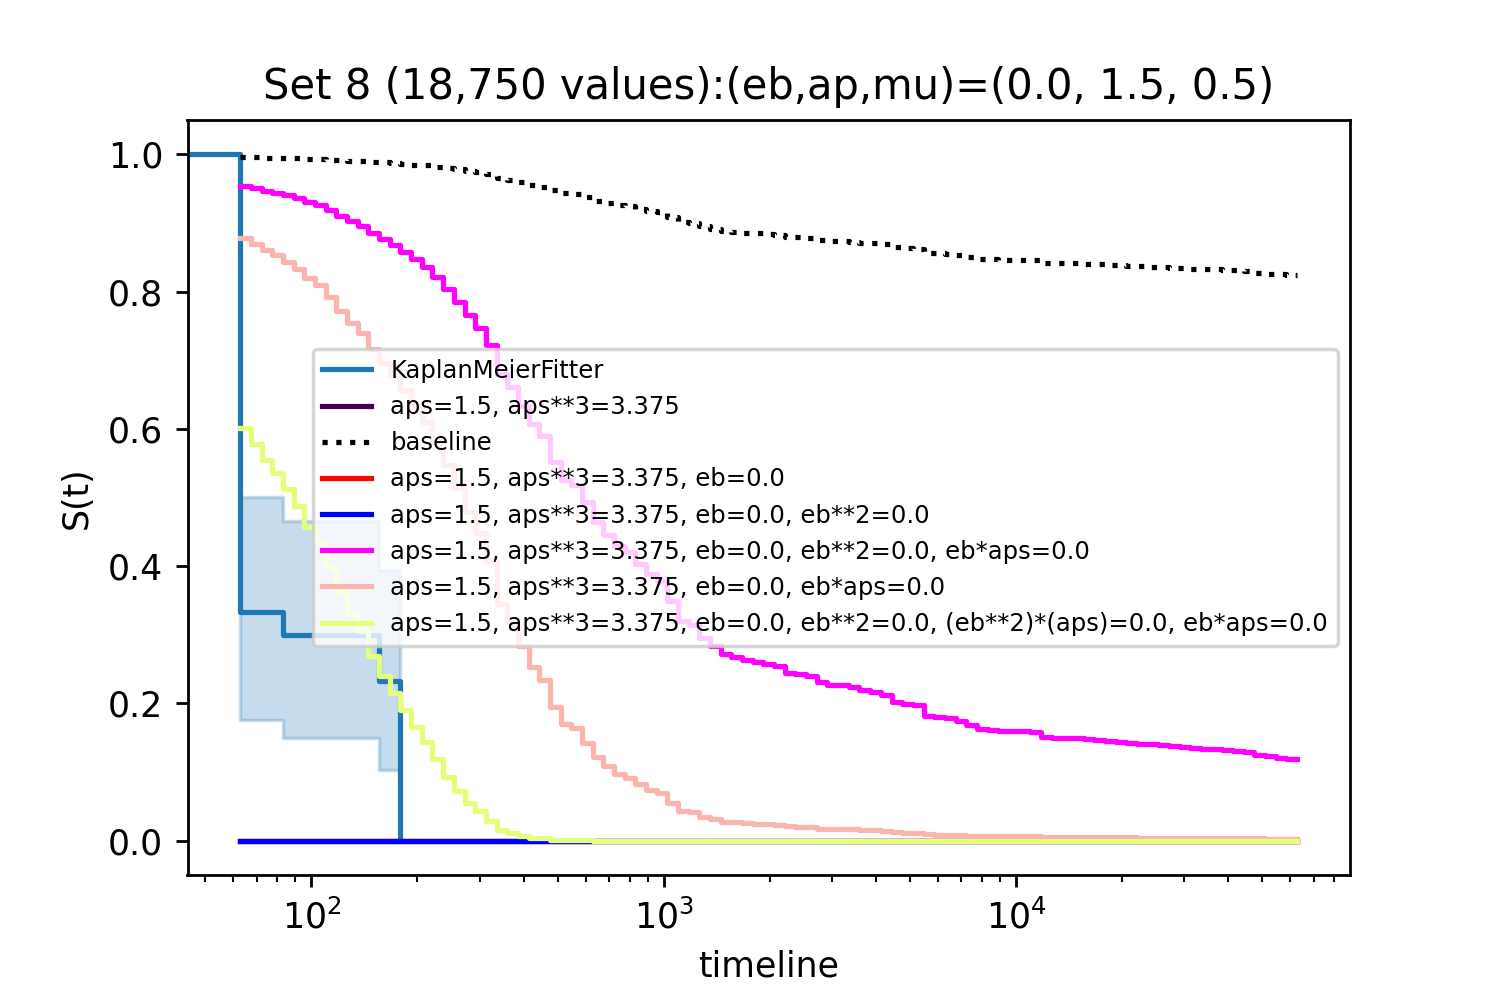 Set 8 (18,750 values):(eb,ap,mu)=(0.0, 1.5, 0.5)
S(t)
1.0
0.8
0.6
0.4
0.2
0.0
KaplanMeierFitter
aps=1.5, aps**3=3.375
baseline
aps=1.5, aps**3=3.375, eb=0.0
aps=1.5, aps**3=3.375, eb=0.0, eb**2=0.0
aps=1.5, aps**3=3.375, eb=0.0, eb**2=0.0, eb*aps=0.0
aps=1.5, aps**3=3.375, eb=0.0, eb*aps=0.0
aps=1.5, aps**3=3.375, eb=0.0, eb**2=0.0, (eb**2)*(aps)=0.0, eb*aps=0.0
10² 10³ 10⁴
timeline